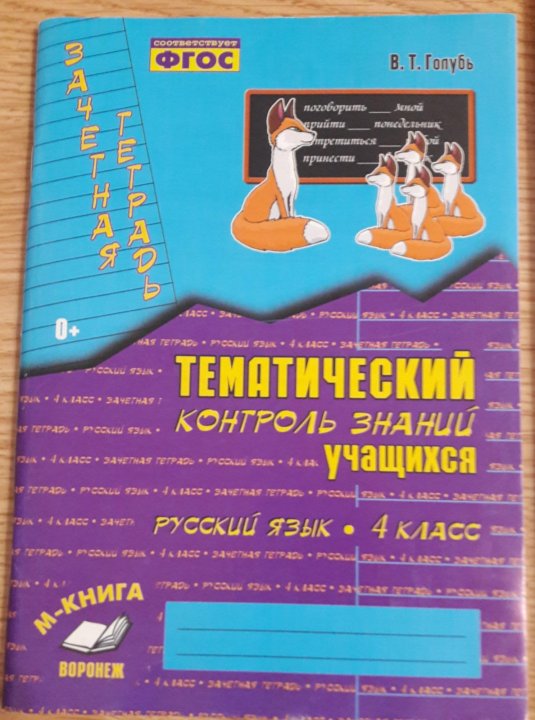 ЗАЧЕТНАЯ
ТЕТРАДЬ
соответствует
ФГОС
В. Т. Голубь
поговорить ___ мной
прийти ___ понедельник
принести
0+
ТЕМАТИЧЕСКИЙ
КОНТРОЛЬ ЗНАНИЙ
учащихся
РУССКИЙ ЯЗЫК • 4 КЛАСС
М-КНИГА
ВОРОНЕЖ